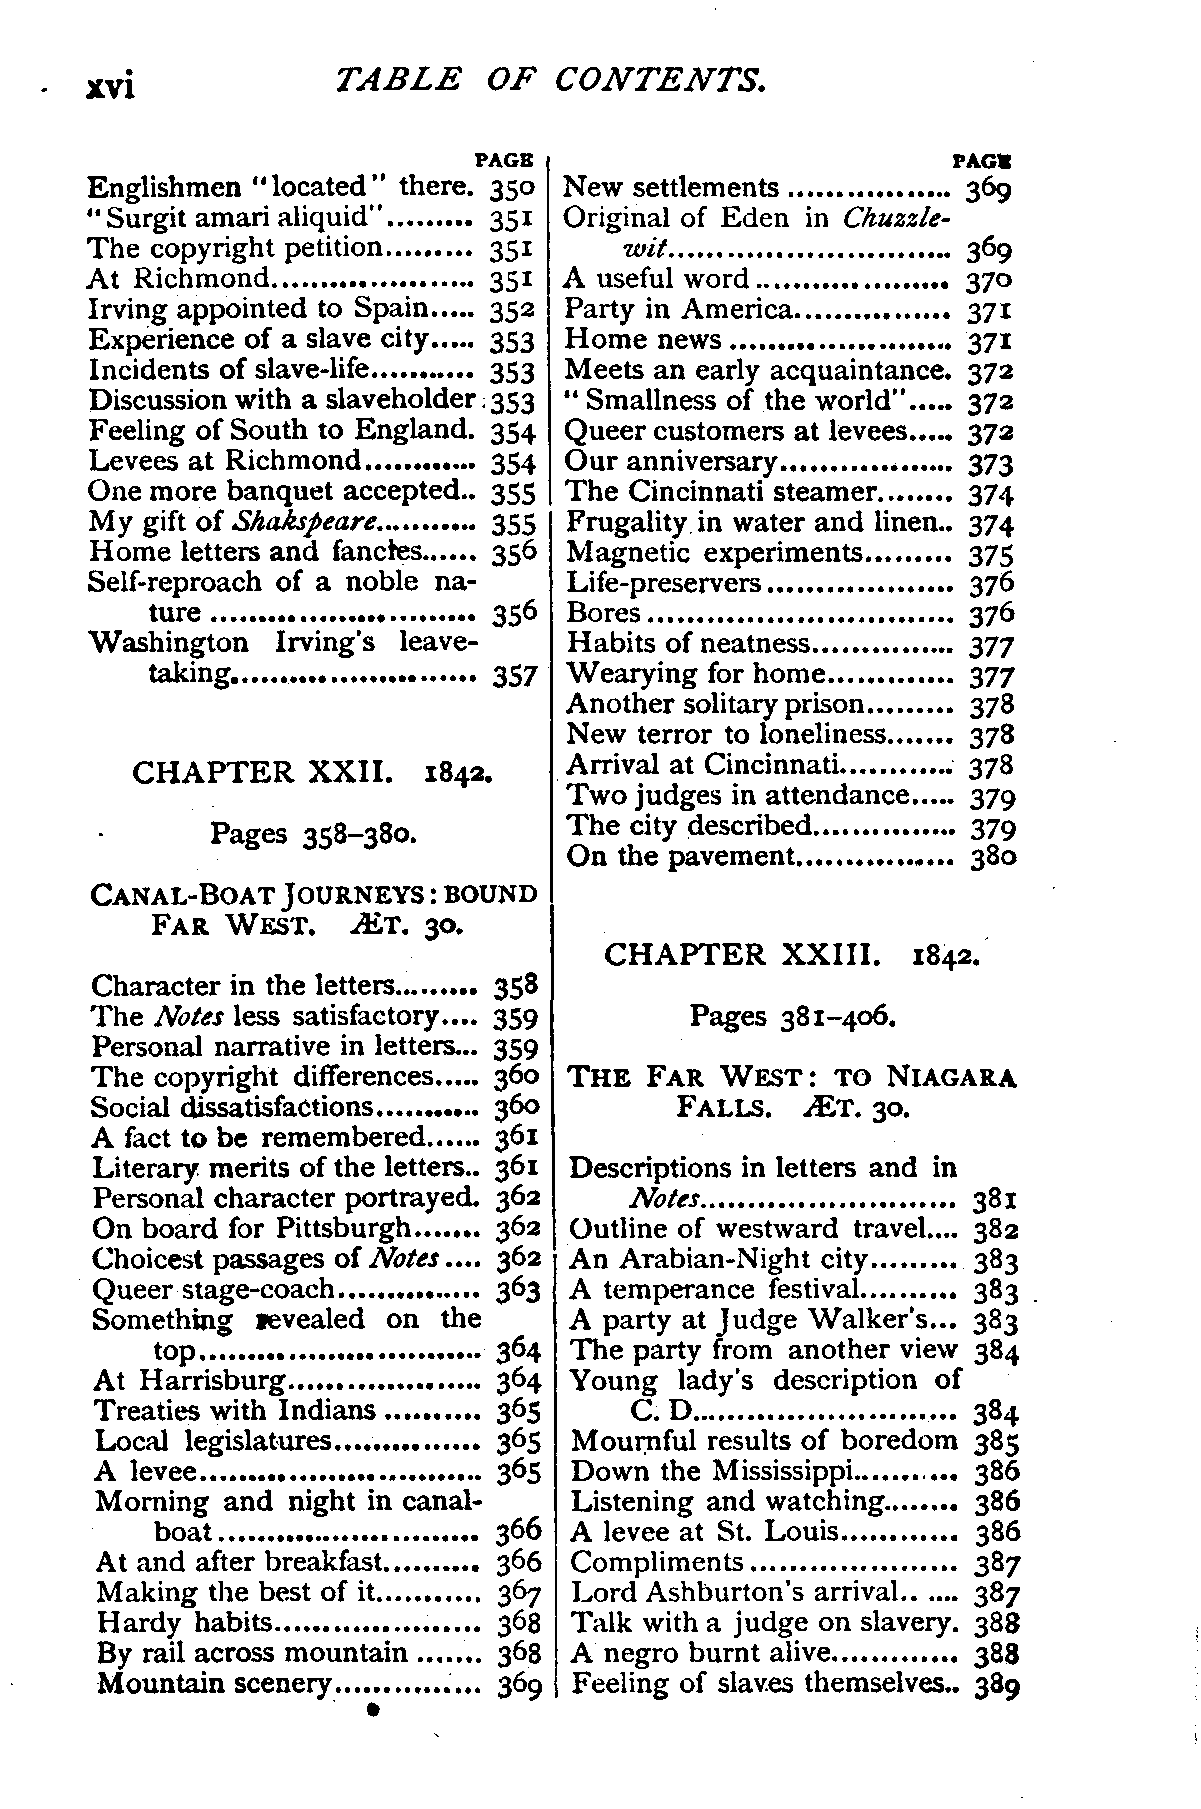 xvi TABLE OF CONTENTS.
PAGE
Englishmen "located" there. 350
"Surgit amari aliquid"......... 351
The copyright petition......... 351
At Richmond..................... 351
Irving appointed to Spain..... 352
Experience of a slave city..... 353
Incidents of slave-life........... 353
Discussion with a slaveholder. 353
Feeling of South to England. 354
Levees at Richmond............ 354
One more banquet accepted.. 355
My gift of Shakspeare........... 355
Home letters and fancies...... 356
Self-reproach of a noble na-
ture ............................ 356
Washington Irving's leave-
taking.......................... 357
CHAPTER XXII. 1842.
Pages 358-380.
CANAL-BOAT JOURNEYS: BOUND
FAR WEST. ÆT. 30.
Character in the letters......... 358
The Notes less satisfactory.... 359
Personal narrative in letters... 359
The copyright differences..... 360
Social dissatisfactions........... 360
A fact to be remembered...... 361
Literary merits of the letters.. 361
Personal character portrayed. 362
On board for Pittsburgh....... 362
Choicest passages of Notes.... 362
Queer stage-coach............... 363
Something revealed on the
top.............................. 364
At Harrisburg.................... 364
Treaties with Indians .......... 365
Local legislatures............... 365
A levee............................. 365
Morning and night in canal-
boat........................... 366
At and after breakfast.......... 366
Making the best of it........... 367
Hardy habits..................... 368
By rail across mountain ....... 368
Mountain scenery............... 369
PAGE
New settlements ................. 369
Original of Eden in Chuzzle-
wit............................. 369
A useful word.................... 370
Party in America................ 371
Home news....................... 371
Meets an early acquaintance. 372
"Smallness of the world"..... 372
Queer customers at levees..... 372
Our anniversary.................. 373
The Cincinnati steamer........ 374
Frugality in water and linen.. 374
Magnetic experiments......... 375
Life-preservers................... 376
Bores............................... 376
Habits of neatness............... 377
Wearying for home............. 377
Another solitary prison......... 378
New terror to loneliness....... 378
Arrival at Cincinnati............ 378
Two judges in attendance..... 379
The city described............... 379
On the pavement................ 380
CHAPTER XXIII. 1842.
Pages 381-406.
THE FAR WEST: TO NIAGARA
FALLS. ÆT. 30.
Descriptions in letters and in
Notes.......................... 381
Outline of westward travel.... 382
An Arabian-Night city......... 383
A temperance festival.......... 383
A party at Judge Walker's... 383
The party from another view 384
Young lady's description of
C. D........................... 384
Mournful results of boredom 385
Down the Mississippi........... 386
Listening and watching........ 386
A levee at St. Louis............ 386
Compliments..................... 387
Lord Ashburton's arrival...... 387
Talk with a judge on slavery. 388
A negro burnt alive............. 388
Feeling of slaves themselves.. 389